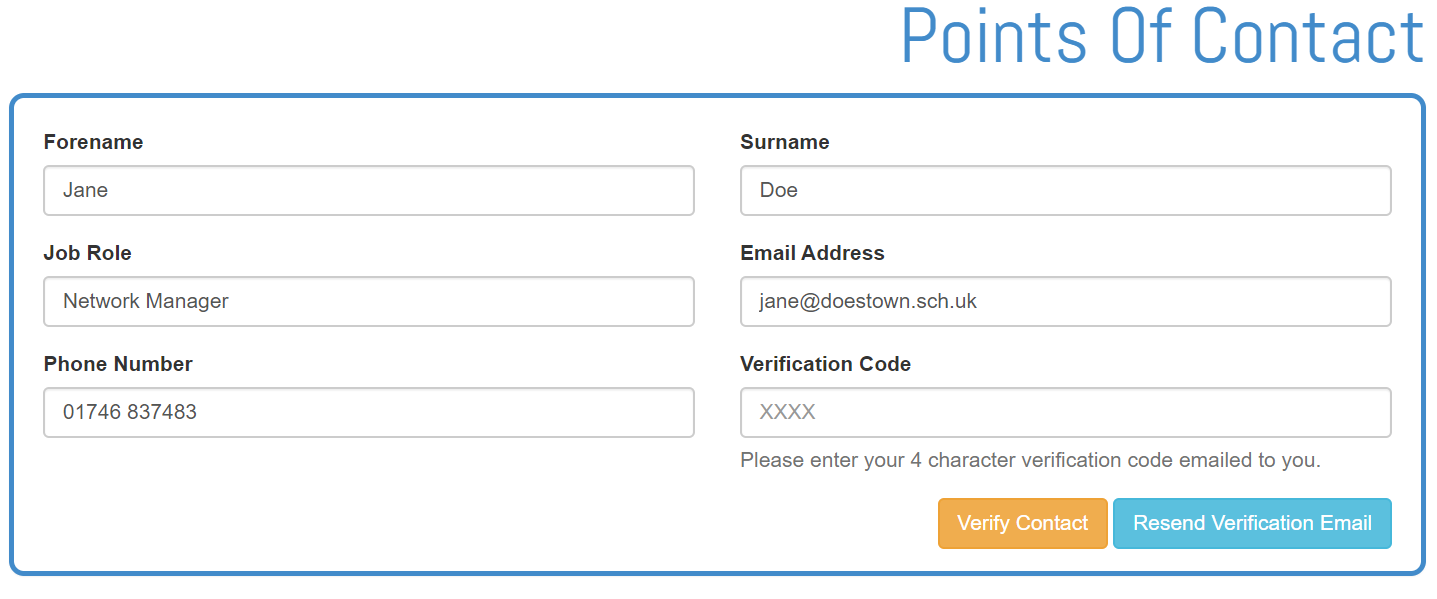 Points Of Contact
Forename
Surname
Jane
Doe
Job Role
Email Address
Network Manager
jane@doestown.sch.uk
Phone Number
Verification Code
01746 837483
XXXX
Please enter your 4 character verification code emailed to you.
Verify Contact
Resend Verification Email